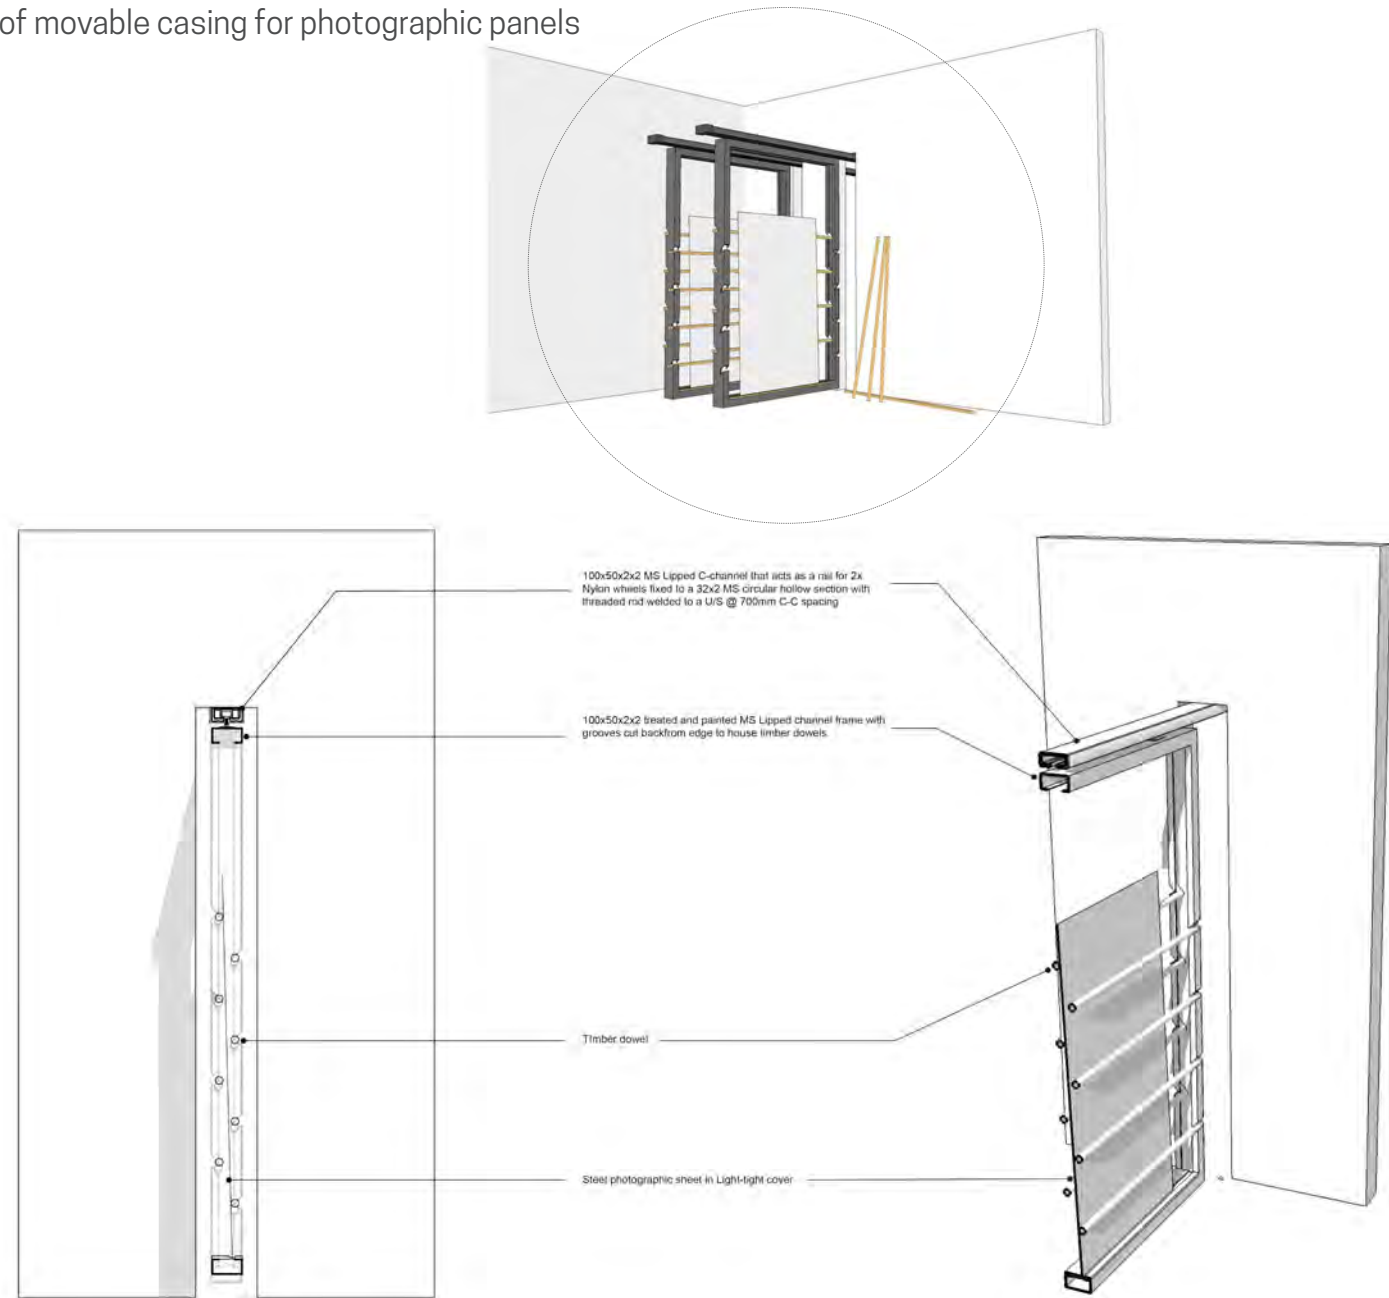 of movable casing for photographic panels
100x50x2x2 MS Lipped C-channel that acts as a rail for 2x
Nylon wheels fixed to a 32x2 MS circular hollow section with
threaded rod welded to a U/S @ 700mm C-C spacing
100x50x2x2 treated and painted MS Lipped channel frame with
grooves cut backfrom edge to house timber dowels.
Timber dowel
Steel photographic sheet in Light-tight cover